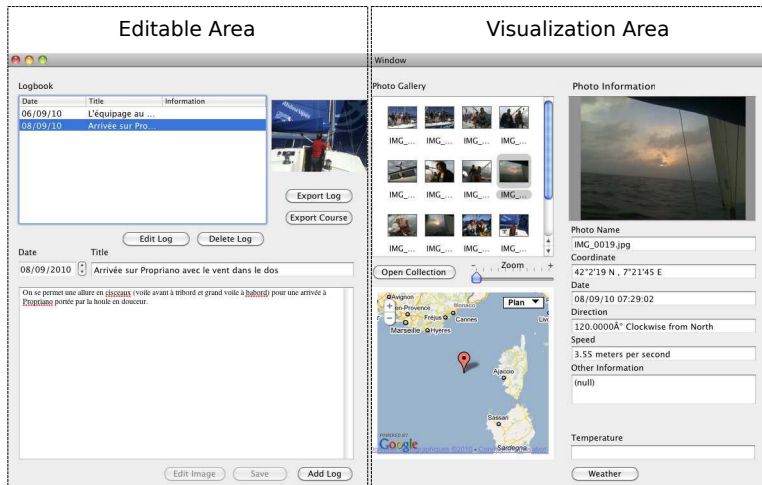 Editable Area
Visualization Area
Window
Logbook
Date Title Information
06/09/10 L'équipage au ...
08/09/10 Arrivée sur Pro...
Export Log
Export Course
Edit Log Delete Log
Date Title
08/09/2010 Arrivée sur Propriano avec le vent dans le dos
On se permet une allure en cisceaux (voile avant à tribord et grand voile à babord) pour une arrivée à
Propriano portée par la houle en douceur.
Edit Image Save Add Log
Photo Gallery
IMG_... IMG_... IMG_... IMG_...
IMG_... IMG_... IMG_... IMG_...
IMG_... IMG_... IMG_... IMG_...
Open Collection - Zoom +
Avignon
Monaco
Plan
+
en-Provence
Fréjus Cannes
-
Marseille Hyères
Ajaccio
Sassari
POWERED BY
Google
Sardegna
©2010
Photo Information
Photo Name
IMG_0019.jpg
Coordinate
42°2'19 N , 7°21'45 E
Date
08/09/10 07:29:02
Direction
120.0000Â° Clockwise from North
Speed
3.55 meters per second
Other Information
(null)
Temperature
Weather